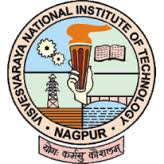 VISVESVARAYA NATIONAL INSTITUTE OF TECHNOLOGY
• NAGPUR •
योगः कर्मसु कौशलम्